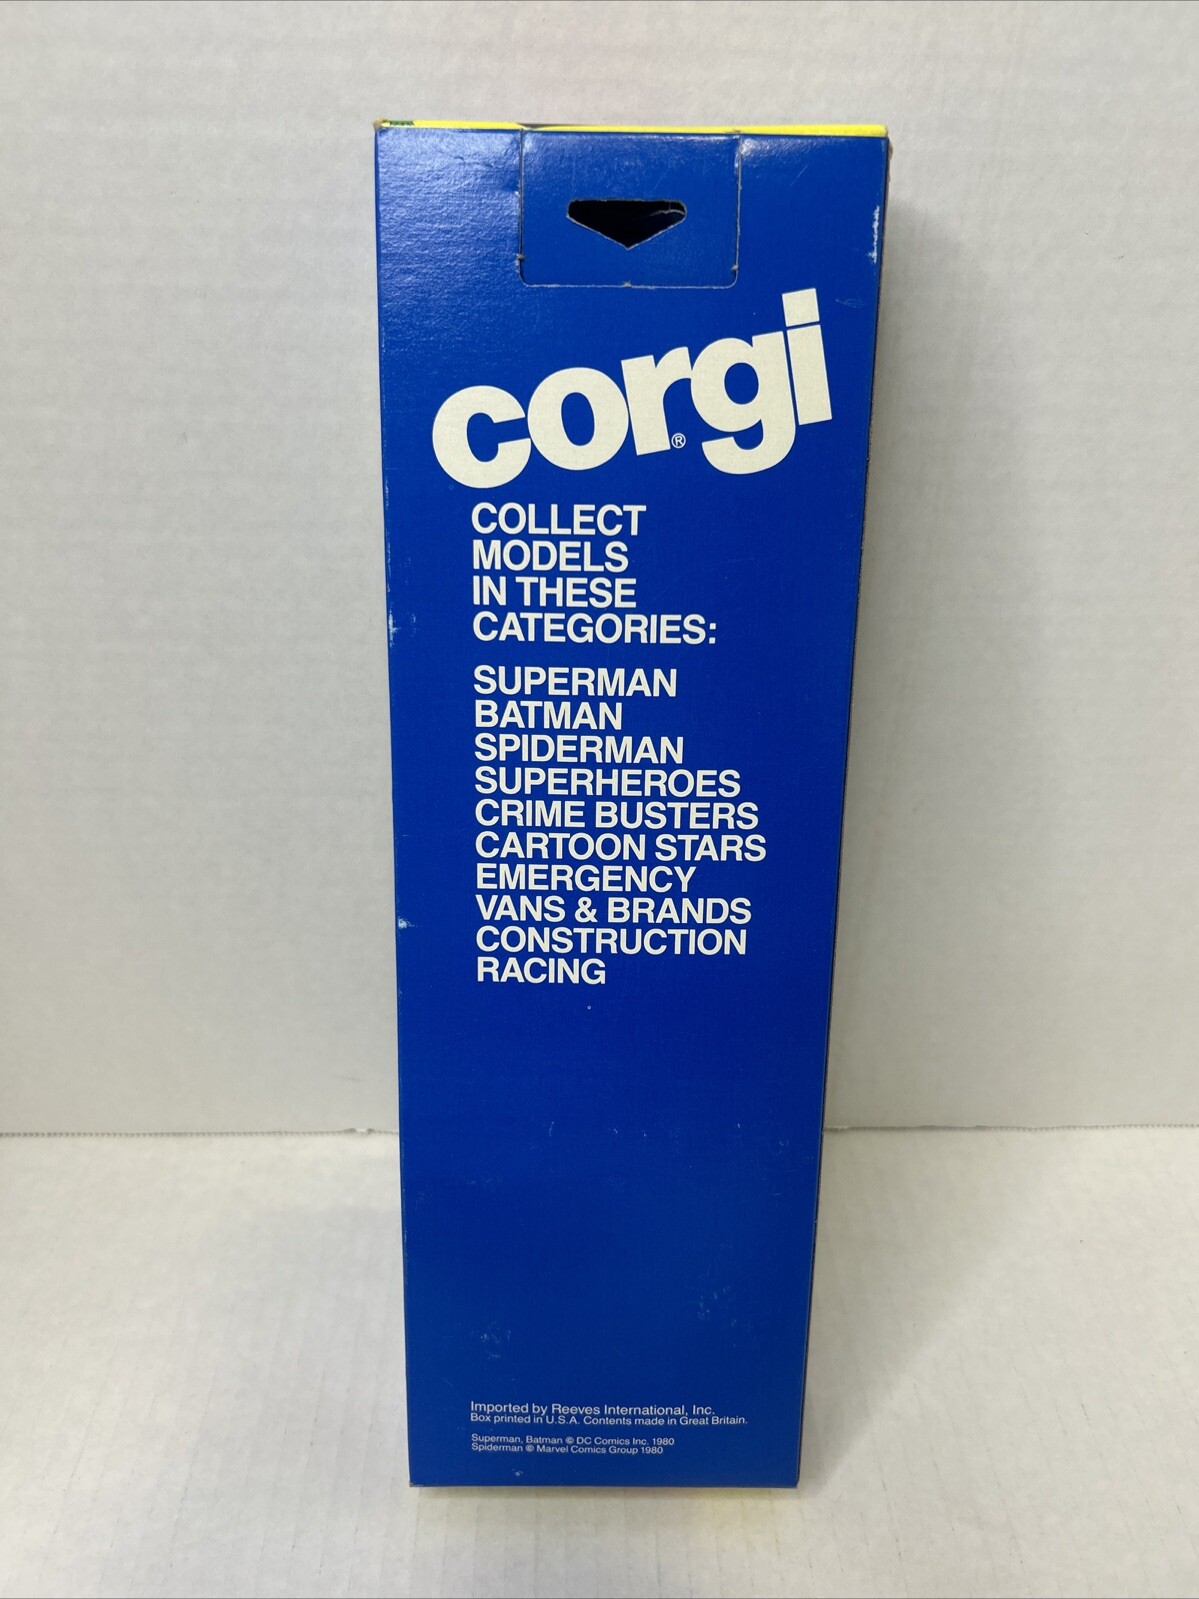 corgi®
COLLECT
MODELS
IN THESE
CATEGORIES:
SUPERMAN
BATMAN
SPIDERMAN
SUPERHEROES
CRIME BUSTERS
CARTOON STARS
EMERGENCY
VANS & BRANDS
CONSTRUCTION
RACING
Imported by Reeves International, Inc.
Box printed in U.S.A. Contents made in Great Britain.
Superman, Batman © DC Comics Inc. 1980
Spiderman © Marvel Comics Group 1980